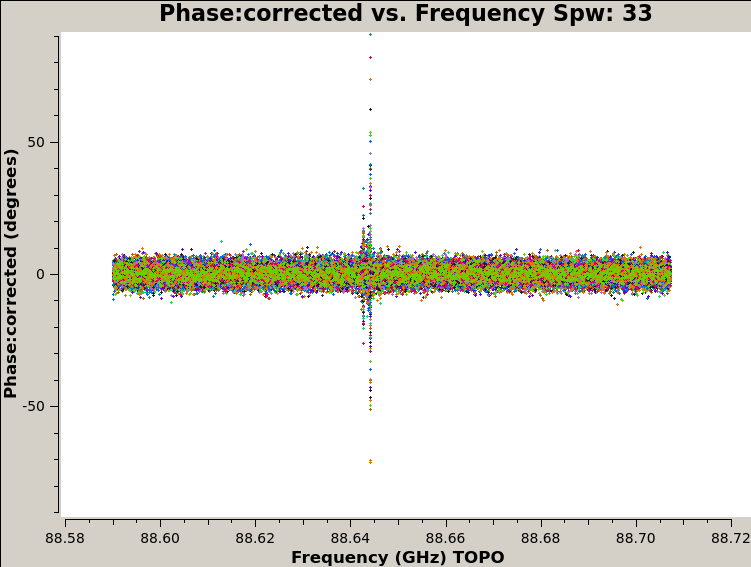 Phase:corrected vs. Frequency Spw: 33
Phase:corrected (degrees)
50
0
-50
88.58 88.60 88.62 88.64 88.66 88.68 88.70 88.72
Frequency (GHz) TOPO